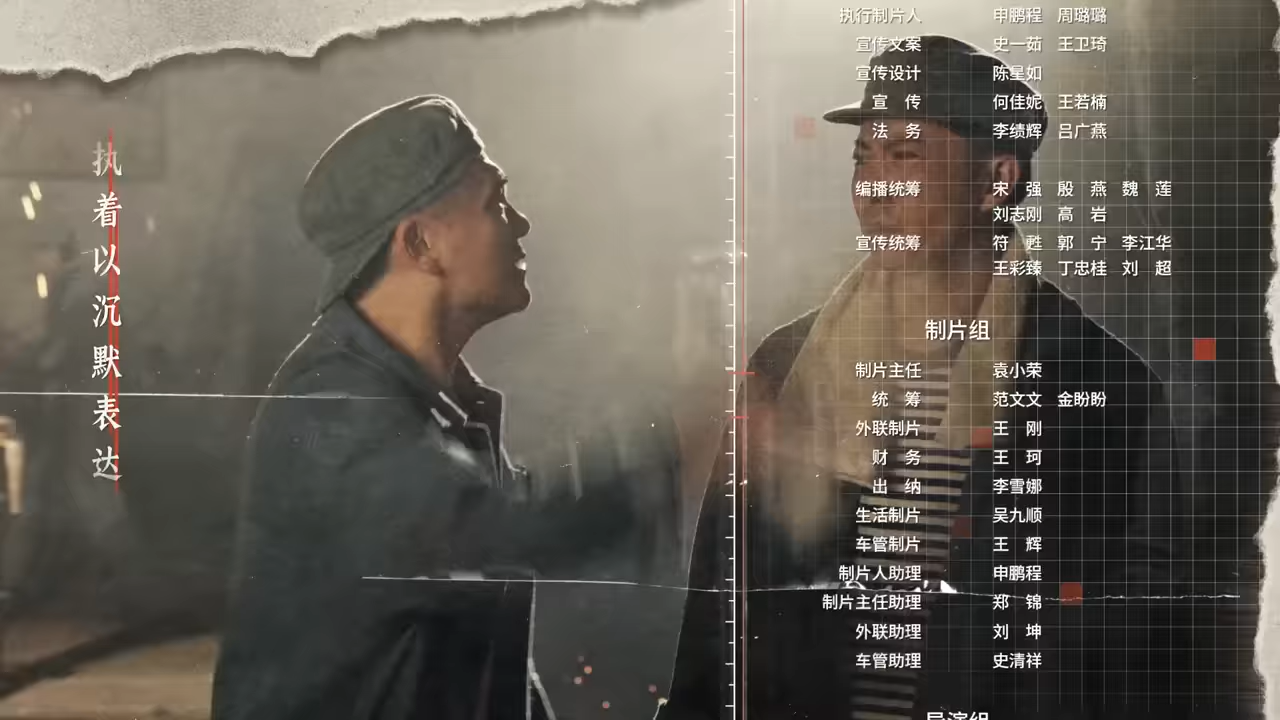 执着以沉默表达
执行制片人 申鹏程 周璐璐
宣传文案 史一茹 王卫琦
宣传设计 陈星如
宣 传 何佳妮 王若楠
法 务 李绩辉 吕广燕
编播统筹 宋 强 殷 燕 魏 莲
刘志刚 高 岩
宣传统筹 符 甦 郭 宁 李江华
王彩臻 丁忠桂 刘 超
制片组
制片主任 袁小荣
统 筹 范文文 金盼盼
外联制片 王 刚
财 务 王 珂
出 纳 李雪娜
生活制片 吴九顺
车管制片 王 辉
制片人助理 申鹏程
制片主任助理 郑 锦
外联助理 刘 坤
车管助理 史清祥
导演组